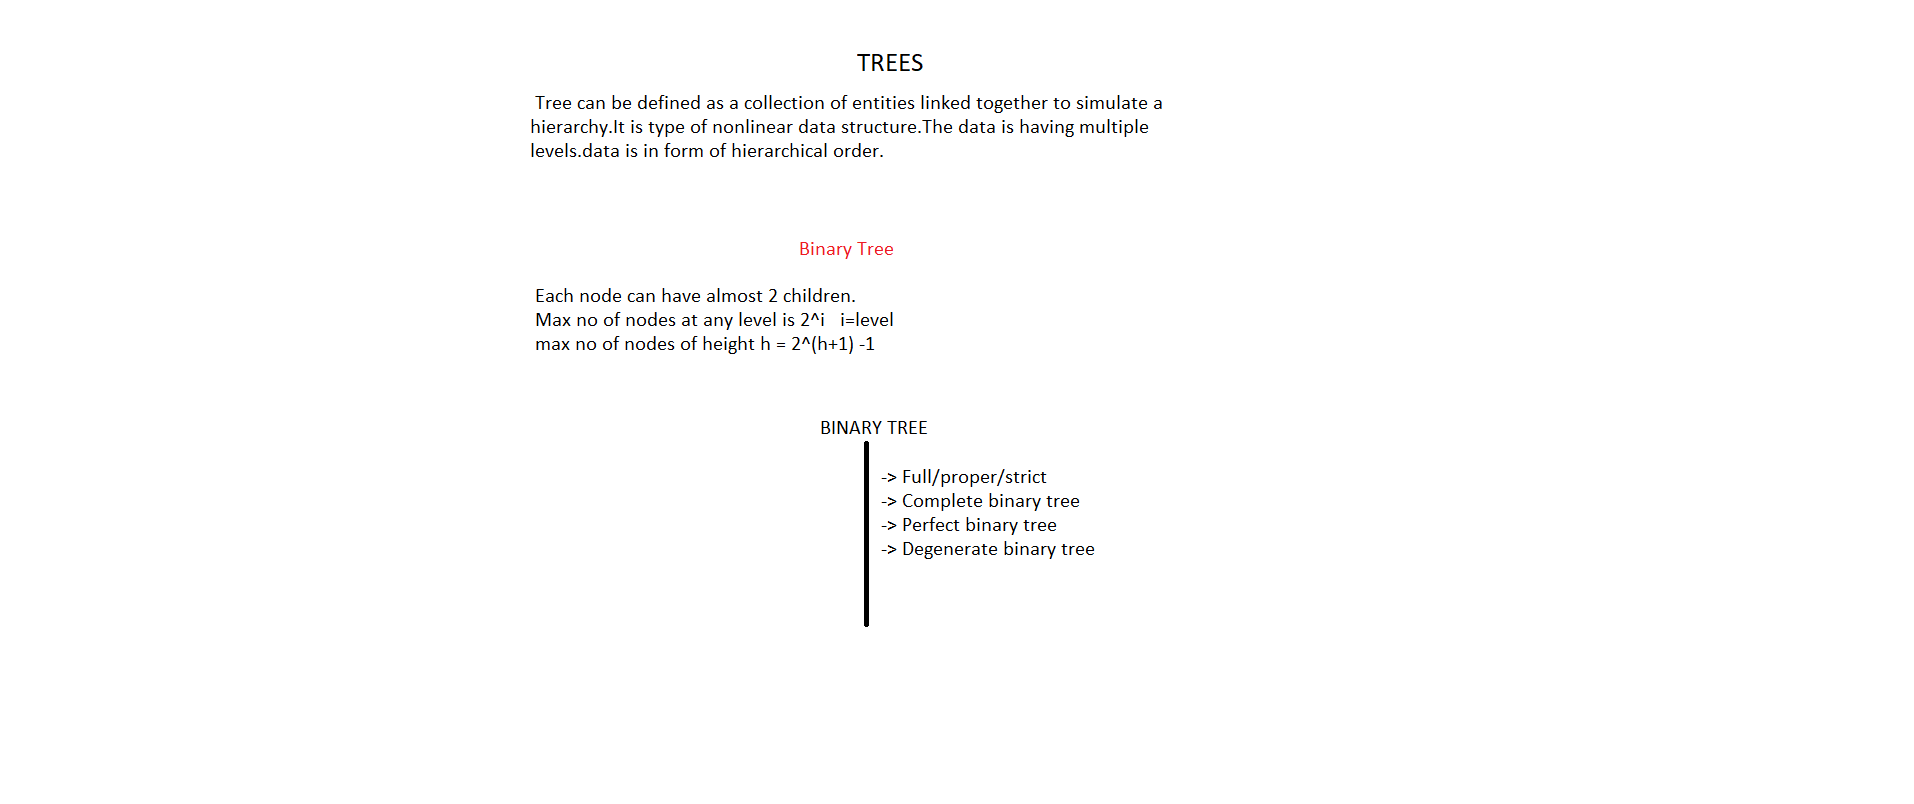 TREES
Tree can be defined as a collection of entities linked together to simulate a
hierarchy.It is type of nonlinear data structure.The data is having multiple
levels.data is in form of hierarchical order.
Binary Tree
Each node can have almost 2 children.
Max no of nodes at any level is 2^i   i=level
max no of nodes of height h = 2^(h+1) -1
BINARY TREE
-> Full/proper/strict
-> Complete binary tree
-> Perfect binary tree
-> Degenerate binary tree